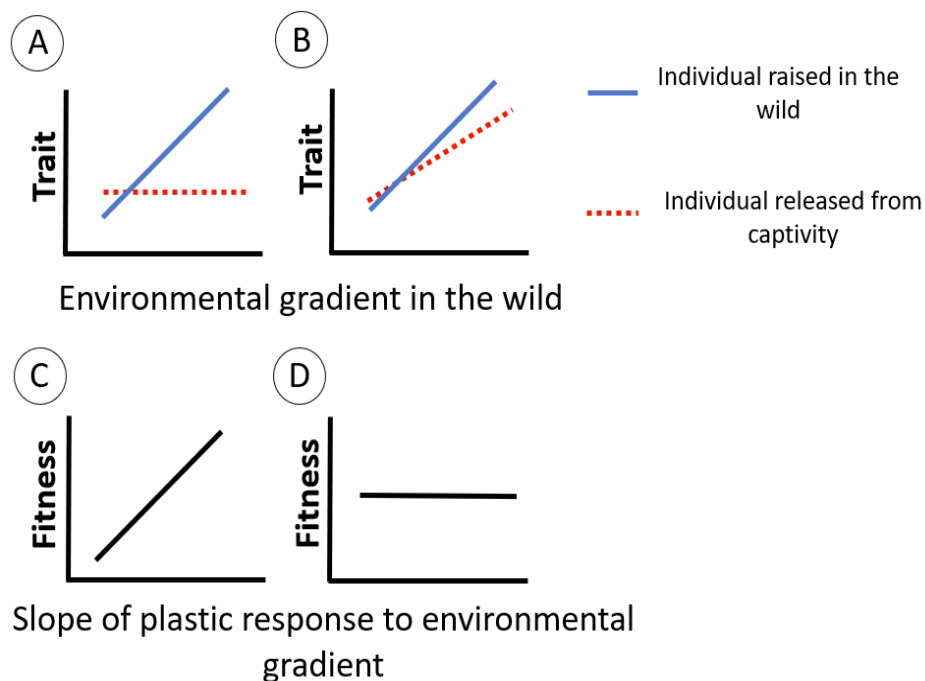 A
B
Trait
Trait
Individual raised in the
wild
Individual released from
captivity
Environmental gradient in the wild
C
D
Fitness
Fitness
Slope of plastic response to environmental
gradient